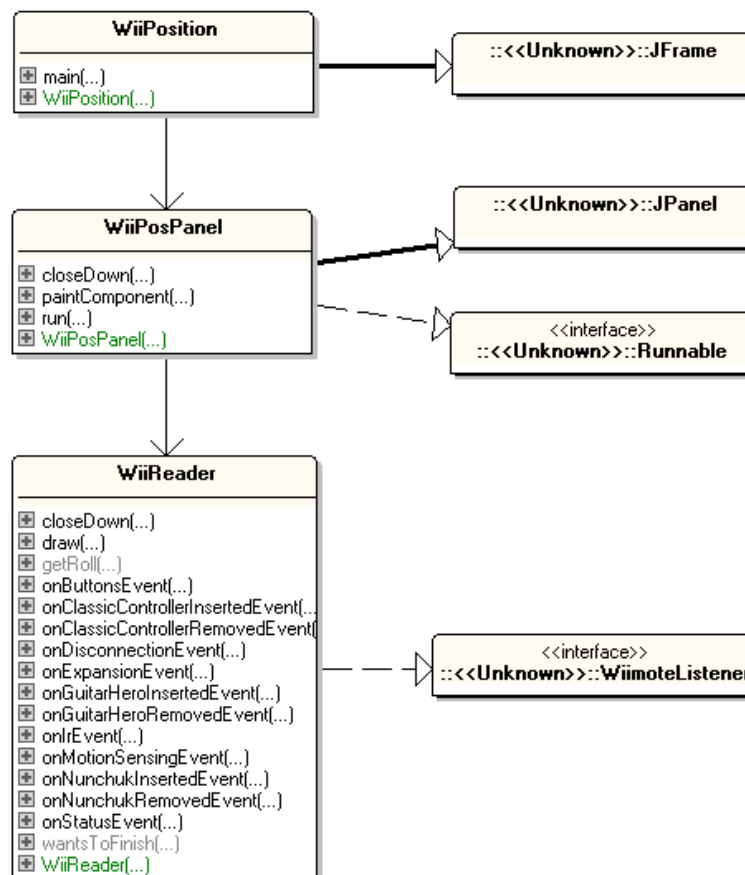 WiiPosition
main(...)
WiiPosition(...)
::<<Unknown>>::JFrame
WiiPosPanel
closeDown(...)
paintComponent(...)
run(...)
WiiPosPanel(...)
::<<Unknown>>::JPanel
<<interface>>
::<<Unknown>>::Runnable
WiiReader
closeDown(...)
draw(...)
getRoll(...)
onButtonsEvent(...)
onClassicControllerInsertedEvent(...
onClassicControllerRemovedEvent(
onDisconnectionEvent(...)
onExpansionEvent(...)
onGuitarHeroInsertedEvent(...)
onGuitarHeroRemovedEvent(...)
onIrEvent(...)
onMotionSensingEvent(...)
onNunchukInsertedEvent(...)
onNunchukRemovedEvent(...)
onStatusEvent(...)
wantsToFinish(...)
WiiReader(...)
<<interface>>
::<<Unknown>>::WiimoteListener